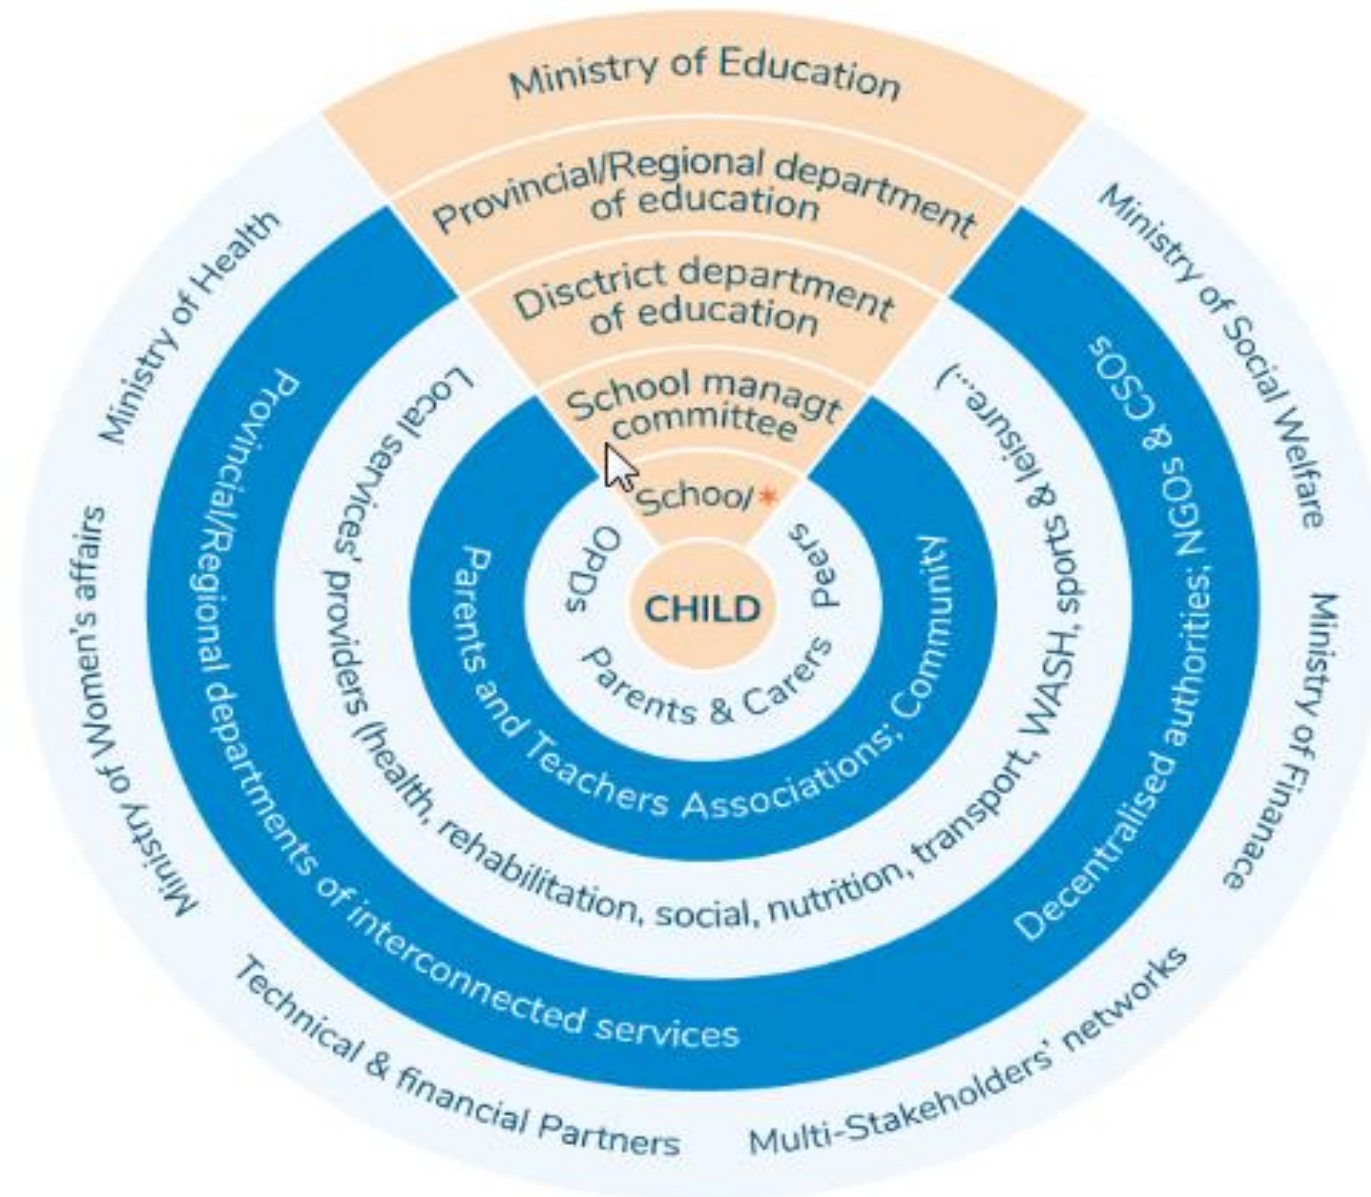 Ministry of Education
Provincial/Regional department
of education
Disctrict department
of education
School managt
committee
School*
CHILD
OpDs
Parents & Carers
Peers
Parents and Teachers Associations; Community
Local services' providers (health, rehabilitation, social, nutrition, transport, WASH, sports & leisure...)
Provincial/Regional departments of interconnected services
Decentralised authorities; NGOs & CSOs
Ministry of Health
Ministry of Women's affairs
Technical & financial Partners
Multi-Stakeholders' networks
Ministry of Finanace
Ministry of Social Welfare